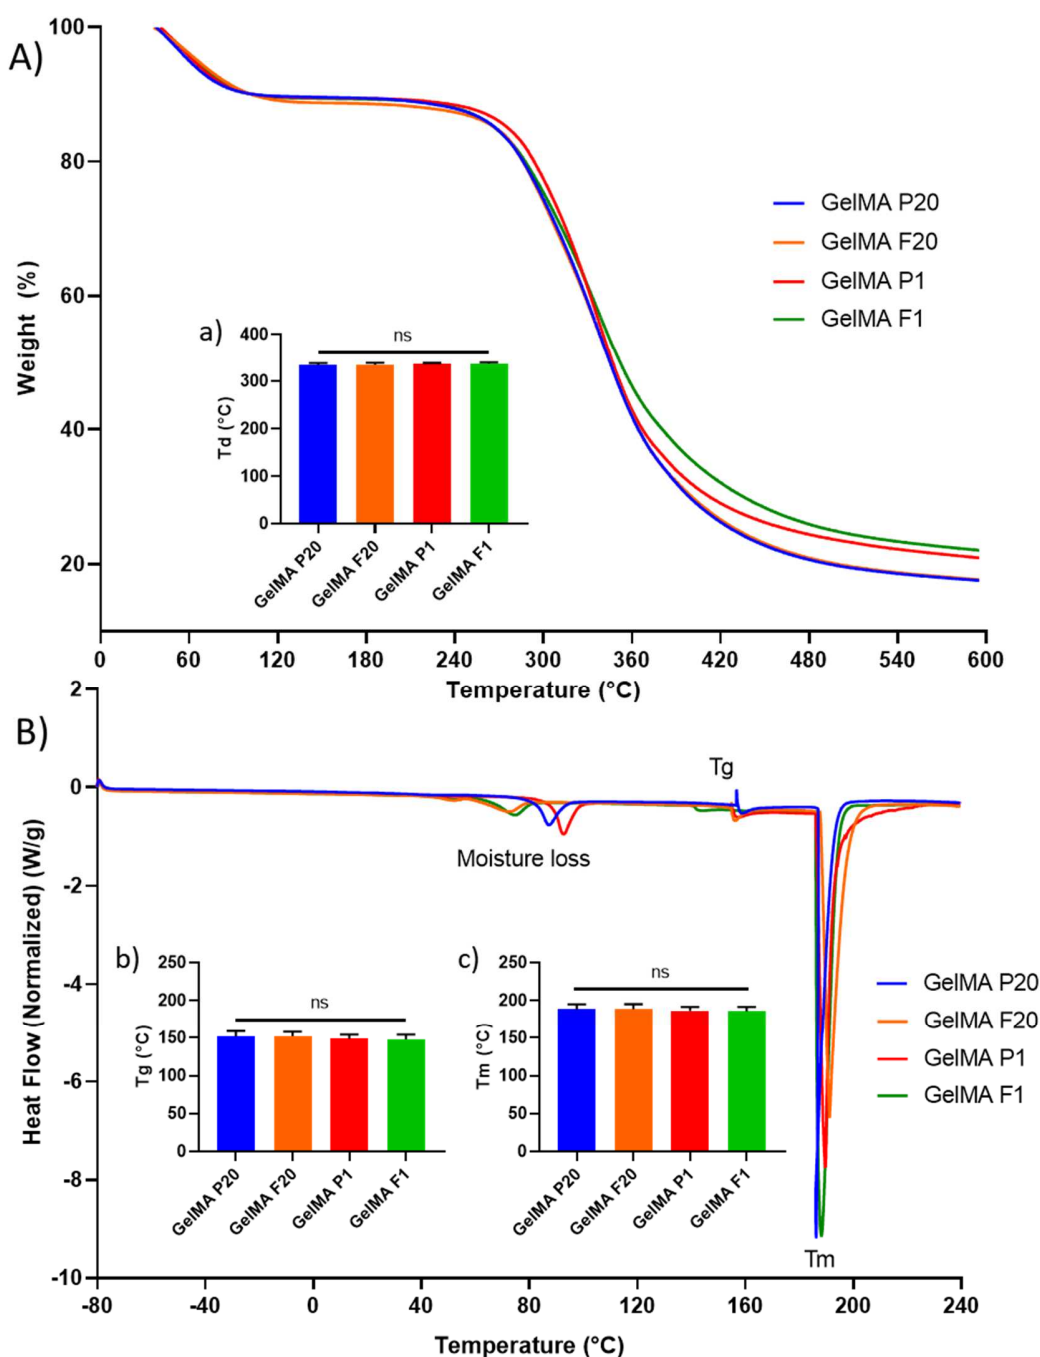 A)
100
80
60
40
20
Weight (%)
GelMA P20
GelMA F20
GelMA P1
GelMA F1
a)
ns
400
300
200
100
0
Td (°C)
GelMA P20
GelMA F20
GelMA P1
GelMA F1
0 60 120 180 240 300 360 420 480 540 600
Temperature (°C)
B)
2
0
-2
-4
-6
-8
-10
Heat Flow (Normalized) (W/g)
Tg
Moisture loss
b)
ns
250
200
150
100
50
0
Tg (°C)
GelMA P20
GelMA F20
GelMA P1
GelMA F1
c)
ns
250
200
150
100
50
0
Tm (°C)
GelMA P20
GelMA F20
GelMA P1
GelMA F1
GelMA P20
GelMA F20
GelMA P1
GelMA F1
Tm
-80 -40 0 40 80 120 160 200 240
Temperature (°C)